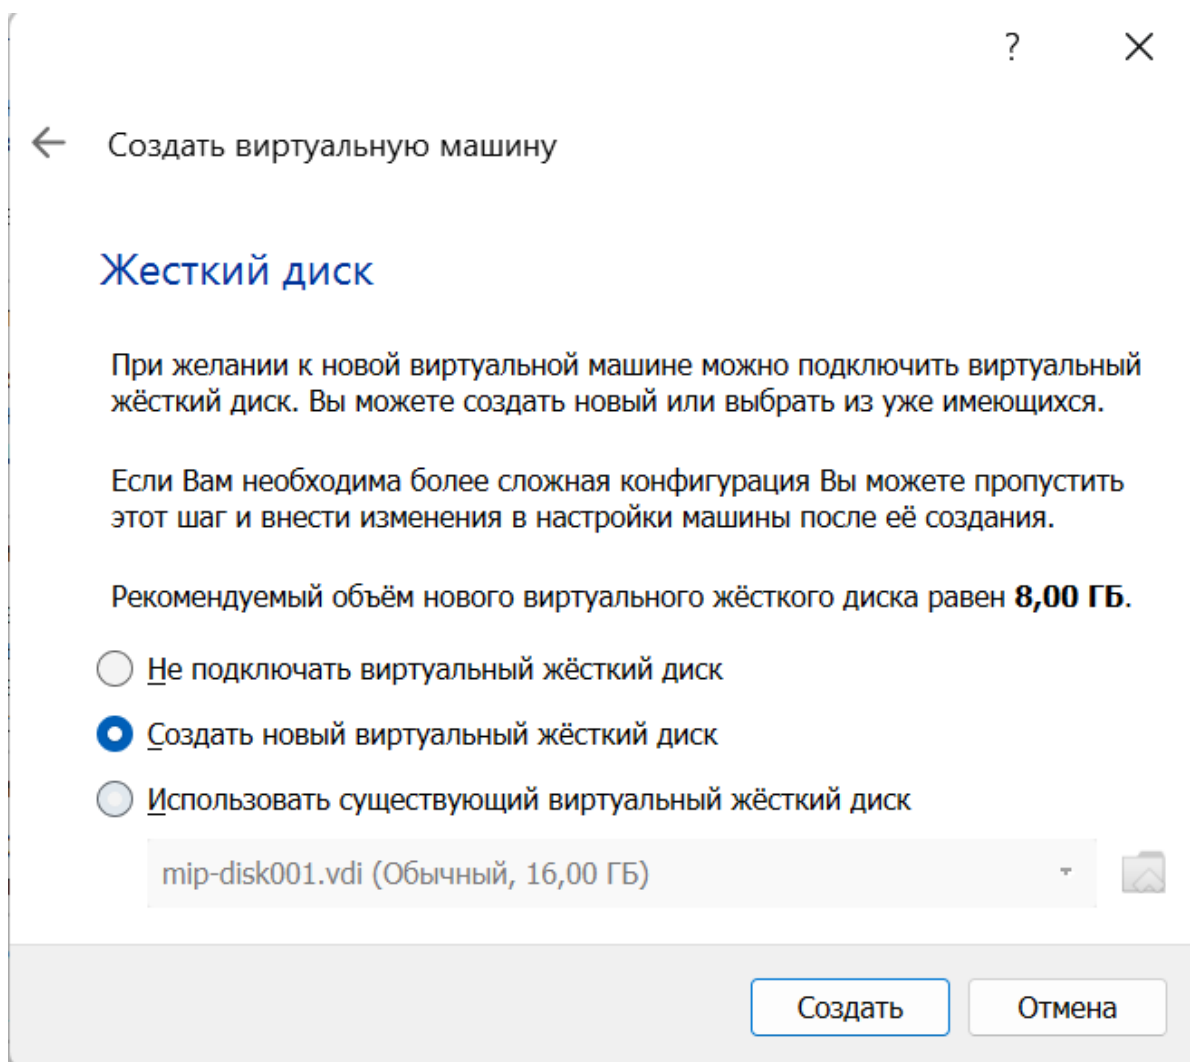 ?
Создать виртуальную машину
Жесткий диск
При желании к новой виртуальной машине можно подключить виртуальный
жёсткий диск. Вы можете создать новый или выбрать из уже имеющихся.
Если Вам необходима более сложная конфигурация Вы можете пропустить
этот шаг и внести изменения в настройки машины после её создания.
Рекомендуемый объём нового виртуального жёсткого диска равен 8,00 ГБ.
Не подключать виртуальный жёсткий диск
Создать новый виртуальный жёсткий диск
Использовать существующий виртуальный жёсткий диск
mip-disk001.vdi (Обычный, 16,00 ГБ)
Создать
Отмена